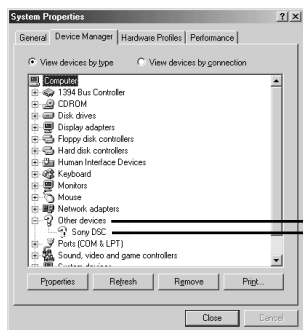 System Properties
General Device Manager Hardware Profiles Performance
View devices by type View devices by connection
Computer
1394 Bus Controller
CDROM
Disk drives
Display adapters
Floppy disk controllers
Hard disk controllers
Human Interface Devices
Keyboard
Monitors
Mouse
Network adapters
Other devices
Sony DSC
Ports (COM & LPT)
Sound, video and game controllers
Properties Refresh Remove Print...
Close Cancel